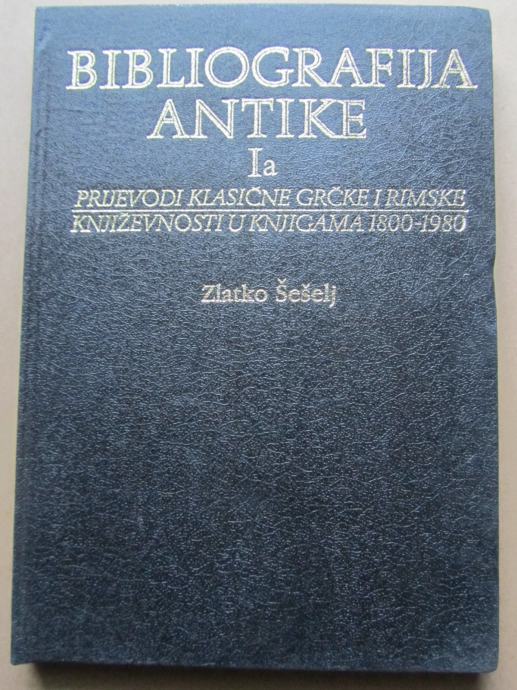 BIBLIOGRAFIJA
ANTIKE
Ia
PRIJEVODI KLASIČNE GRČKE I RIMSKE
KNJIŽEVNOSTI U KNJIGAMA 1800-1980
Zlatko Šešelj